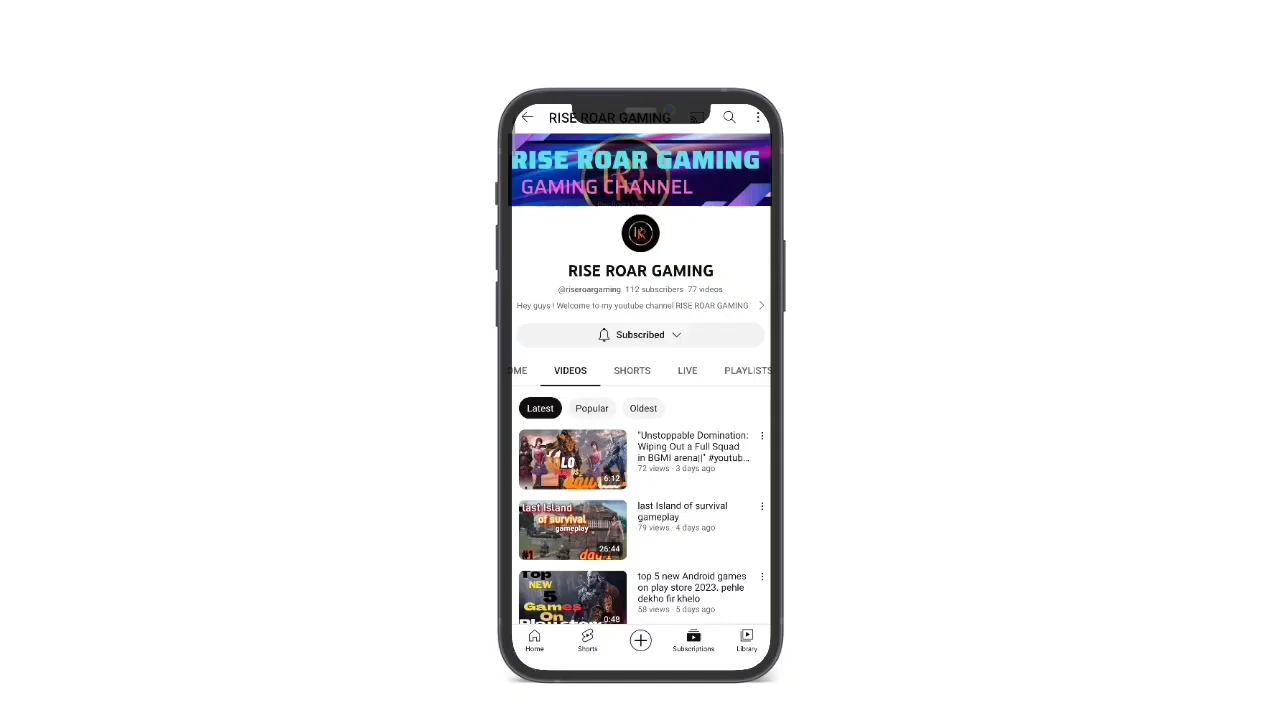 RISE ROAR GAMING
RISE ROAR GAMING
GAMING CHANNEL
RISE ROAR GAMING
@riseroargaming 112 subscribers 77 videos
Hey guys ! Welcome to my youtube channel RISE ROAR GAMING
Subscribed
OME VIDEOS SHORTS LIVE PLAYLISTS
Latest Popular Oldest
"Unstoppable Domination:
Wiping Out a Full Squad
in BGMI arena||" #youtub...
72 views · 3 days ago
6:12
last Island
of survival
gameplay
#1 day1
26:44
last Island of survival
gameplay
79 views · 4 days ago
Top
NEW
5
Games
On
Playstore
0:48
top 5 new Android games
on play store 2023. pehle
dekho fir khelo
58 views · 5 days ago
Home Shorts Subscriptions Library